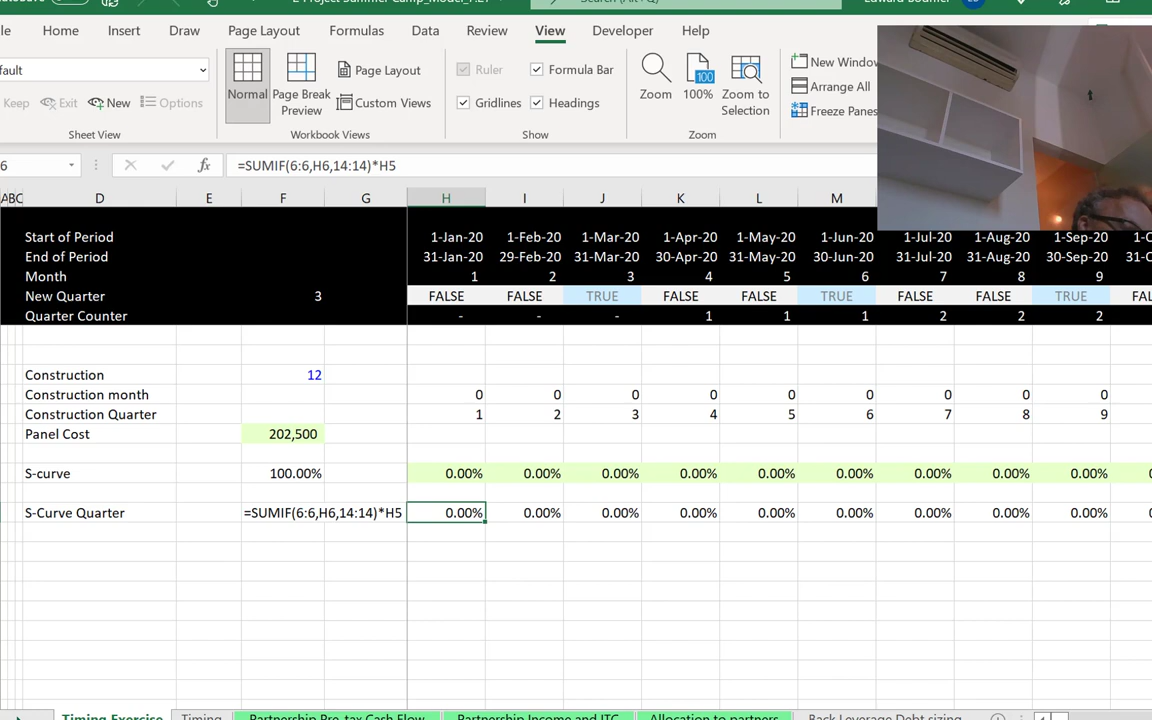 le Home Insert Draw Page Layout Formulas Data Review View Developer Help
fault
Keep Exit New Options
Sheet View
Normal Page Break Preview Page Layout Custom Views
Workbook Views
Ruler Formula Bar
Gridlines Headings
Show
Zoom 100% Zoom to Selection
Zoom
New Window
Arrange All
Freeze Panes
6 fx =SUMIF(6:6,H6,14:14)*H5
A B C D E F G H I J K L M
Start of Period 1-Jan-20 1-Feb-20 1-Mar-20 1-Apr-20 1-May-20 1-Jun-20 1-Jul-20 1-Aug-20 1-Sep-20
End of Period 31-Jan-20 29-Feb-20 31-Mar-20 30-Apr-20 31-May-20 30-Jun-20 31-Jul-20 31-Aug-20 30-Sep-20 31-
Month 1 2 3 4 5 6 7 8 9
New Quarter 3 FALSE FALSE TRUE FALSE FALSE TRUE FALSE FALSE TRUE FAL
Quarter Counter - - - 1 1 1 2 2 2
Construction 12
Construction month 0 0 0 0 0 0 0 0 0
Construction Quarter 1 2 3 4 5 6 7 8 9
Panel Cost 202,500
S-curve 100.00% 0.00% 0.00% 0.00% 0.00% 0.00% 0.00% 0.00% 0.00% 0.00%
S-Curve Quarter =SUMIF(6:6,H6,14:14)*H5 0.00% 0.00% 0.00% 0.00% 0.00% 0.00% 0.00% 0.00% 0.00%
Timing Exercise Timing Partnership Pre-tax Cash Flow Partnership Income and ITC Allocation to partners Back Leverage Debt sizing